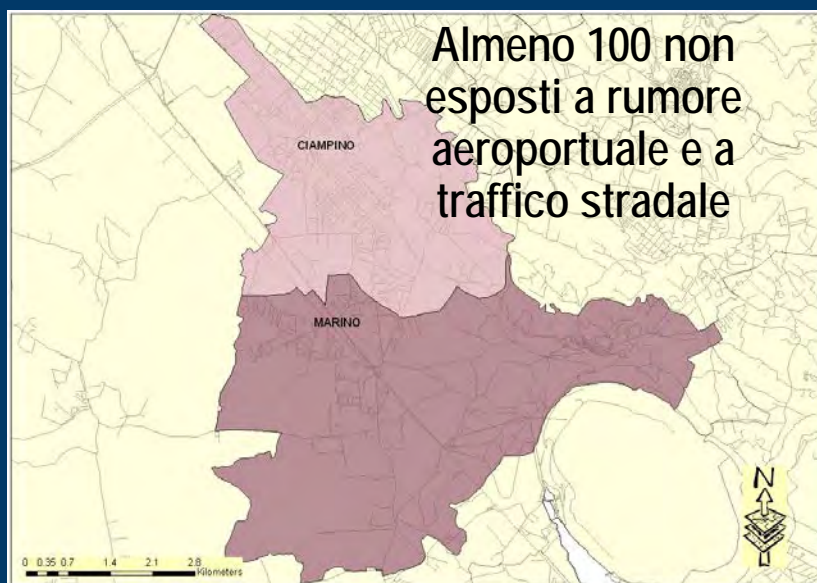 Almeno 100 non
esposti a rumore
aeroportuale e a
traffico stradale
CIAMPINO
MARINO
N
0 0.35 0.7 1.4 2.1 2.8
Kilometers